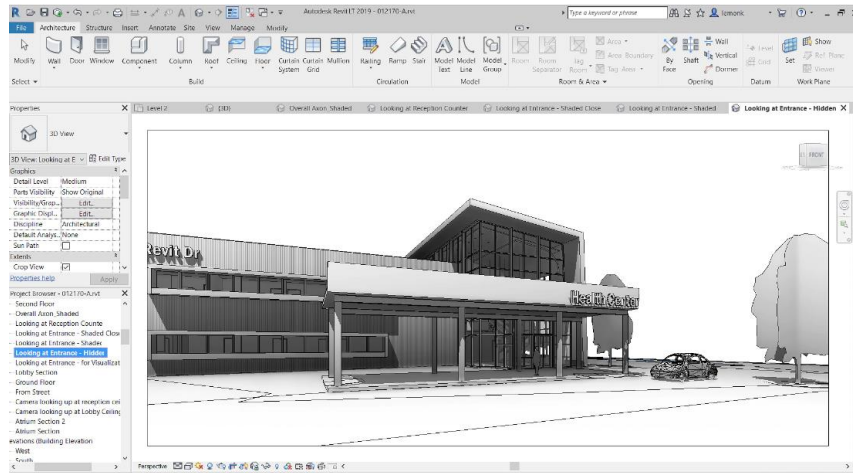 Autodesk Revit LT 2019 - 012170-A.rvt
Type a keyword or phrase
lemonk
File Architecture Structure Insert Annotate Site View Manage Modify
Modify Wall Door Window Component Column Roof Ceiling Floor Curtain System Curtain Grid Mullion Railing Ramp Stair Model Text Model Line Model Group Room Room Separator Tag Room Area Area Boundary Tag Area By Face Shaft Wall Vertical Dormer Level Grid Set Show Ref Plane Viewer
Select Build Circulation Model Room & Area Opening Datum Work Plane
Properties
Level 2 {3D} Overall Axon_Shaded Looking at Reception Counter Looking at Entrance - Shaded Close Looking at Entrance - Shaded Looking at Entrance - Hidden
3D View
3D View: Looking at E Edit Type
Graphics
Detail Level Medium
Parts Visibility Show Original
Visibility/Grap... Edit...
Graphic Displ... Edit...
Discipline Architectural
Default Analys... None
Sun Path
Extents
Crop View
Properties help Apply
Project Browser - 012170-A.rvt
Second Floor
Overall Axon_Shaded
Looking at Reception Counte
Looking at Entrance - Shaded Close
Looking at Entrance - Shaded
Looking at Entrance - Hidden
Looking at Entrance - for Visualizat
Lobby Section
Ground Floor
From Street
Camera looking up at reception cei
Camera looking up at Lobby Ceiling
Atrium Section 2
Atrium Section
evations (Building Elevation)
West
South
FRONT
Revit Dr
Health Center
Perspective